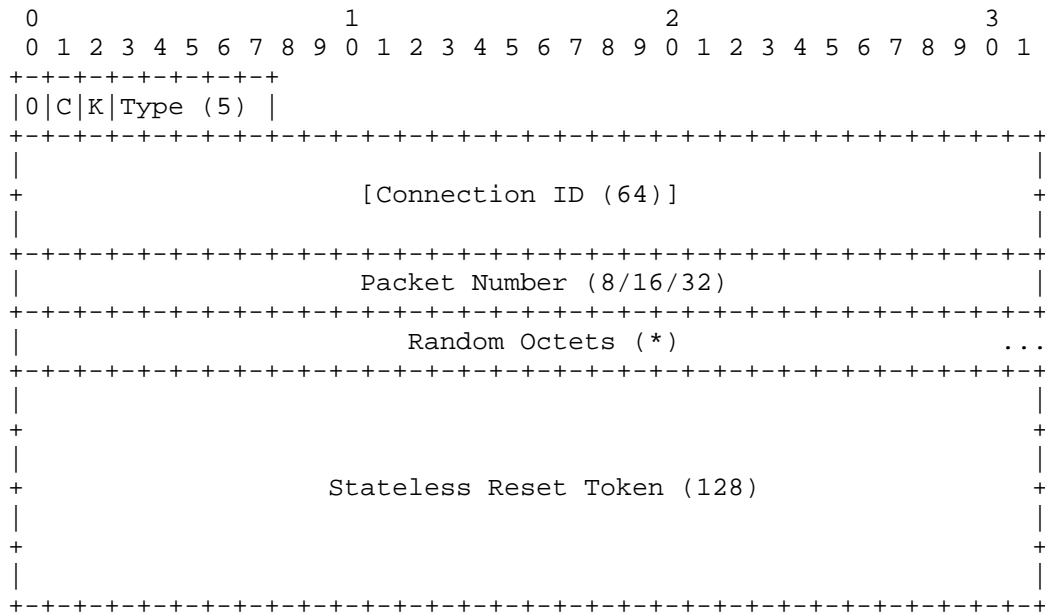 0                   1                   2                   3
 0 1 2 3 4 5 6 7 8 9 0 1 2 3 4 5 6 7 8 9 0 1 2 3 4 5 6 7 8 9 0 1
+-+-+-+-+-+-+-+-+
|0|C|K|Type (5) |
+-+-+-+-+-+-+-+-+-+-+-+-+-+-+-+-+-+-+-+-+-+-+-+-+-+-+-+-+-+-+-+-+
|                                                               |
+                     [Connection ID (64)]                      +
|                                                               |
+-+-+-+-+-+-+-+-+-+-+-+-+-+-+-+-+-+-+-+-+-+-+-+-+-+-+-+-+-+-+-+-+
|                     Packet Number (8/16/32)                   |
+-+-+-+-+-+-+-+-+-+-+-+-+-+-+-+-+-+-+-+-+-+-+-+-+-+-+-+-+-+-+-+-+
|                        Random Octets (*)                    ...
+-+-+-+-+-+-+-+-+-+-+-+-+-+-+-+-+-+-+-+-+-+-+-+-+-+-+-+-+-+-+-+-+
|                                                               |
+                                                               +
|                                                               |
+                   Stateless Reset Token (128)                 +
|                                                               |
+                                                               +
|                                                               |
+-+-+-+-+-+-+-+-+-+-+-+-+-+-+-+-+-+-+-+-+-+-+-+-+-+-+-+-+-+-+-+-+